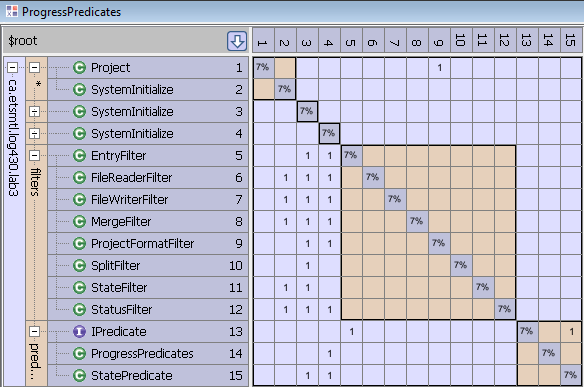 ProgressPredicates
$root
1 2 3 4 5 6 7 8 9 10 11 12 13 14 15
ca.etsmtl.log430.lab3
*
filters
pred...
Project 1 7% 1
SystemInitialize 2 7%
SystemInitialize 3 7%
SystemInitialize 4 7%
EntryFilter 5 1 1 7%
FileReaderFilter 6 1 1 1 7%
FileWriterFilter 7 1 1 1 7%
MergeFilter 8 1 1 1 7%
ProjectFormatFilter 9 1 1 7%
SplitFilter 10 1 7%
StateFilter 11 1 1 7%
StatusFilter 12 1 1 1 7%
IPredicate 13 1 7% 1
ProgressPredicates 14 1 7%
StatePredicate 15 1 1 7%